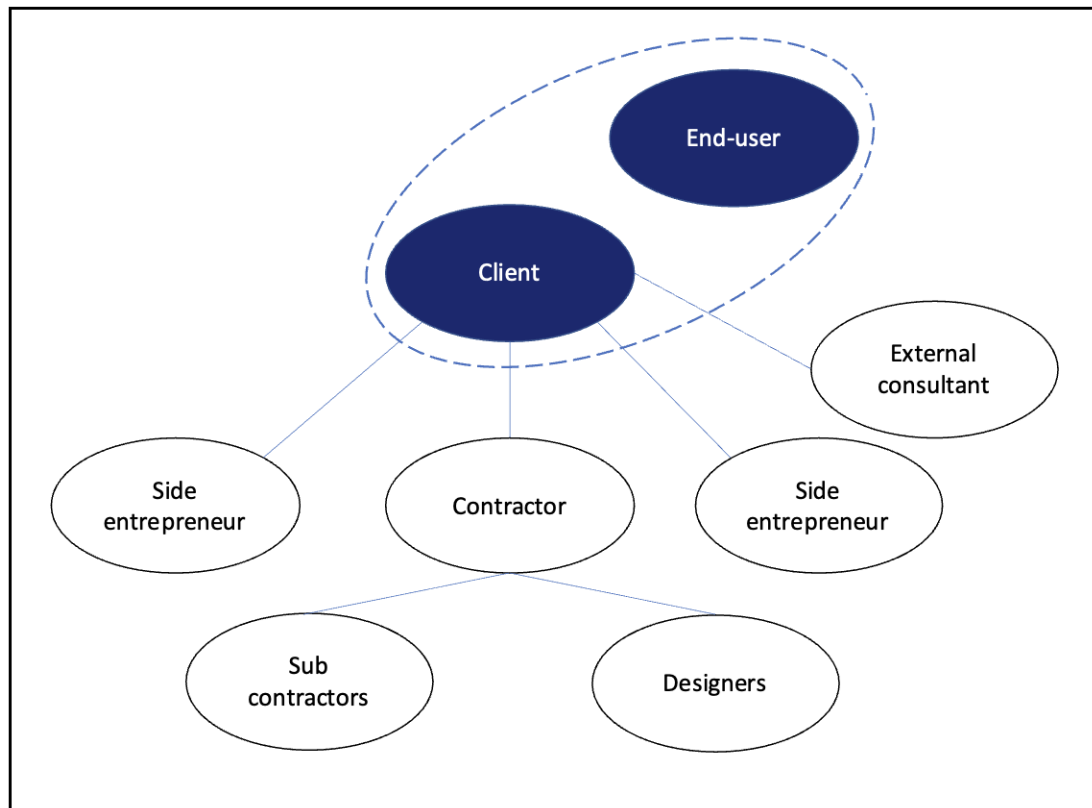 End-user
Client
External
consultant
Side
entrepreneur
Contractor
Side
entrepreneur
Sub
contractors
Designers